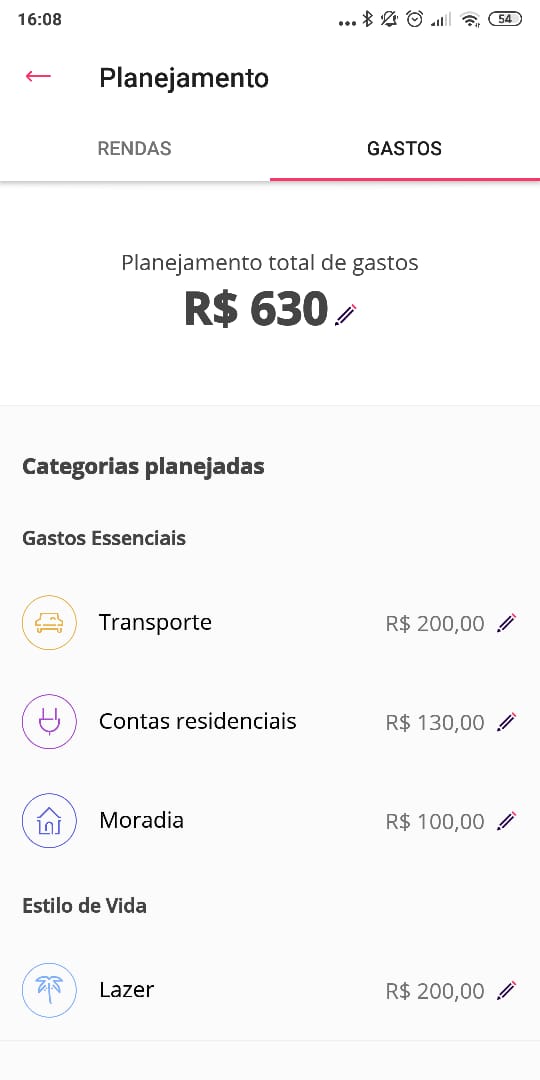 16:08
54
Planejamento
RENDAS
GASTOS
Planejamento total de gastos
R$ 630
Categorias planejadas
Gastos Essenciais
Transporte
R$ 200,00
Contas residenciais
R$ 130,00
Moradia
R$ 100,00
Estilo de Vida
Lazer
R$ 200,00